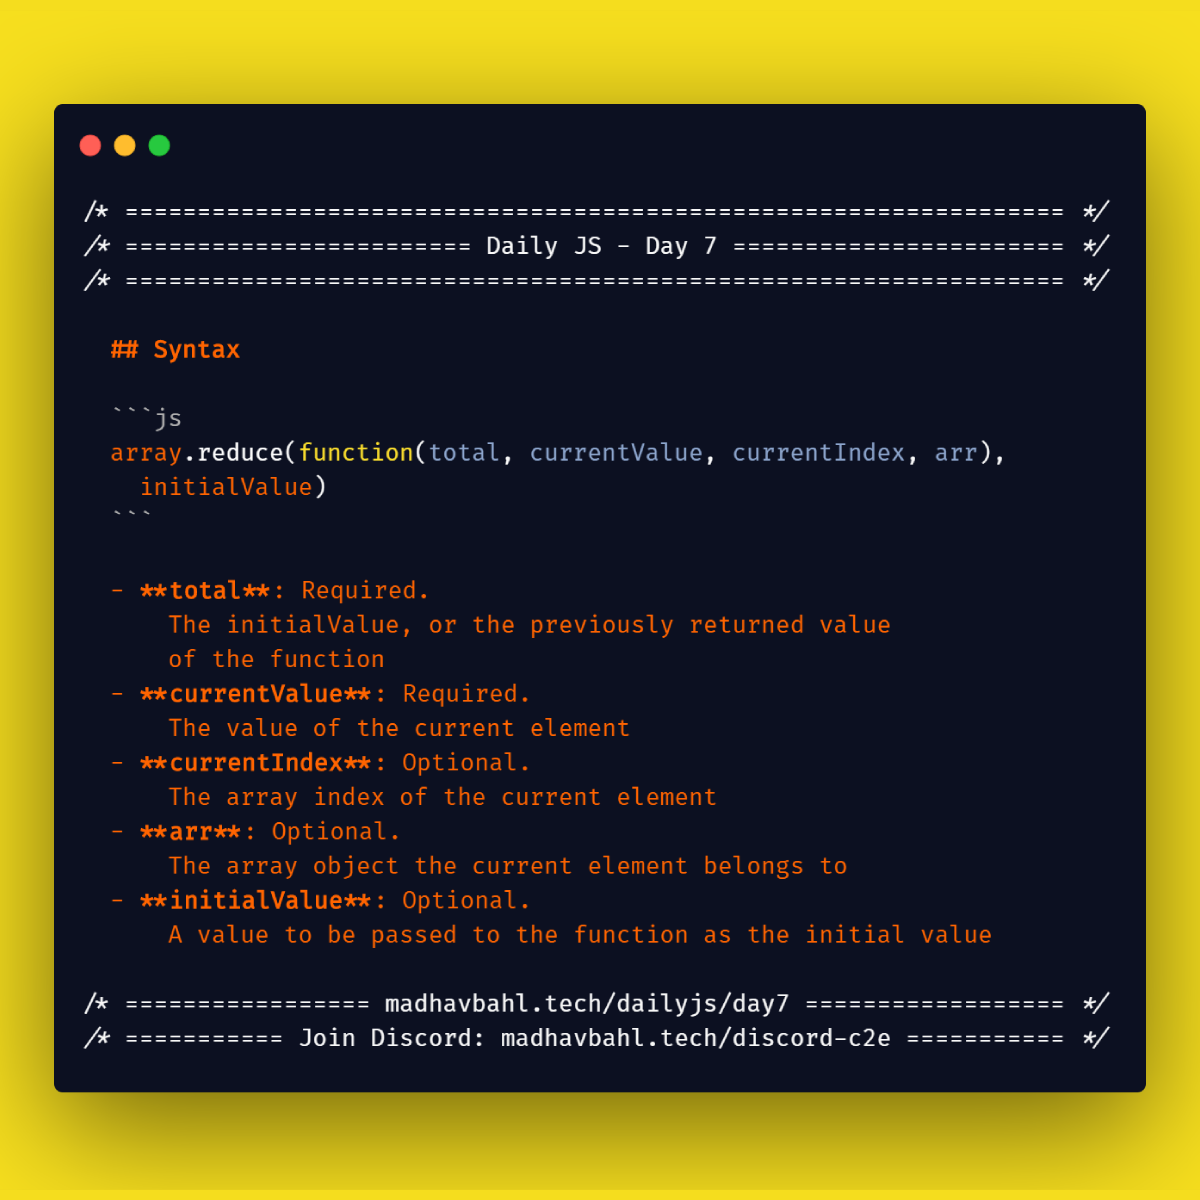 /* ================================================================= */
/* ======================== Daily JS - Day 7 ======================= */
/* ================================================================= */
## Syntax
```js
array.reduce(function(total, currentValue, currentIndex, arr),
initialValue)
```
- **total**: Required.
The initialValue, or the previously returned value
of the function
- **currentValue**: Required.
The value of the current element
- **currentIndex**: Optional.
The array index of the current element
- **arr**: Optional.
The array object the current element belongs to
- **initialValue**: Optional.
A value to be passed to the function as the initial value
/* ================= madhavbahl.tech/dailyjs/day7 ================== */
/* =========== Join Discord: madhavbahl.tech/discord-c2e =========== */